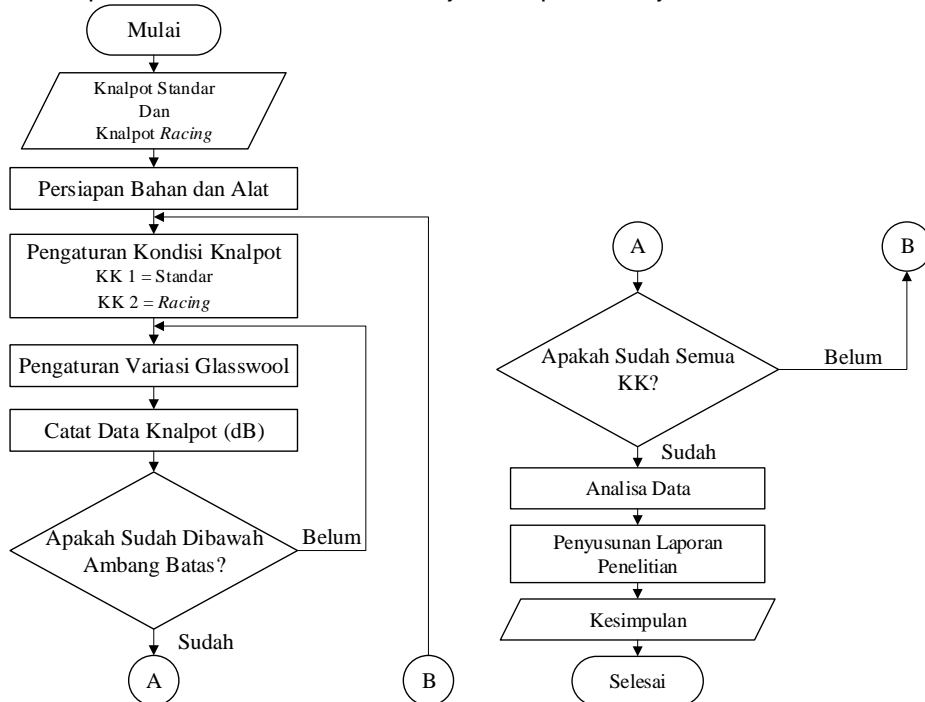 Mulai
Knalpot Standar
Dan
Knalpot Racing
Persiapan Bahan dan Alat
Pengaturan Kondisi Knalpot
KK 1 = Standar
KK 2 = Racing
Pengaturan Variasi Glasswool
Catat Data Knalpot (dB)
Apakah Sudah Dibawah
Ambang Batas?
Belum
Sudah
A
B
A
B
Apakah Sudah Semua
KK?
Belum
Sudah
Analisa Data
Penyusunan Laporan
Penelitian
Kesimpulan
Selesai